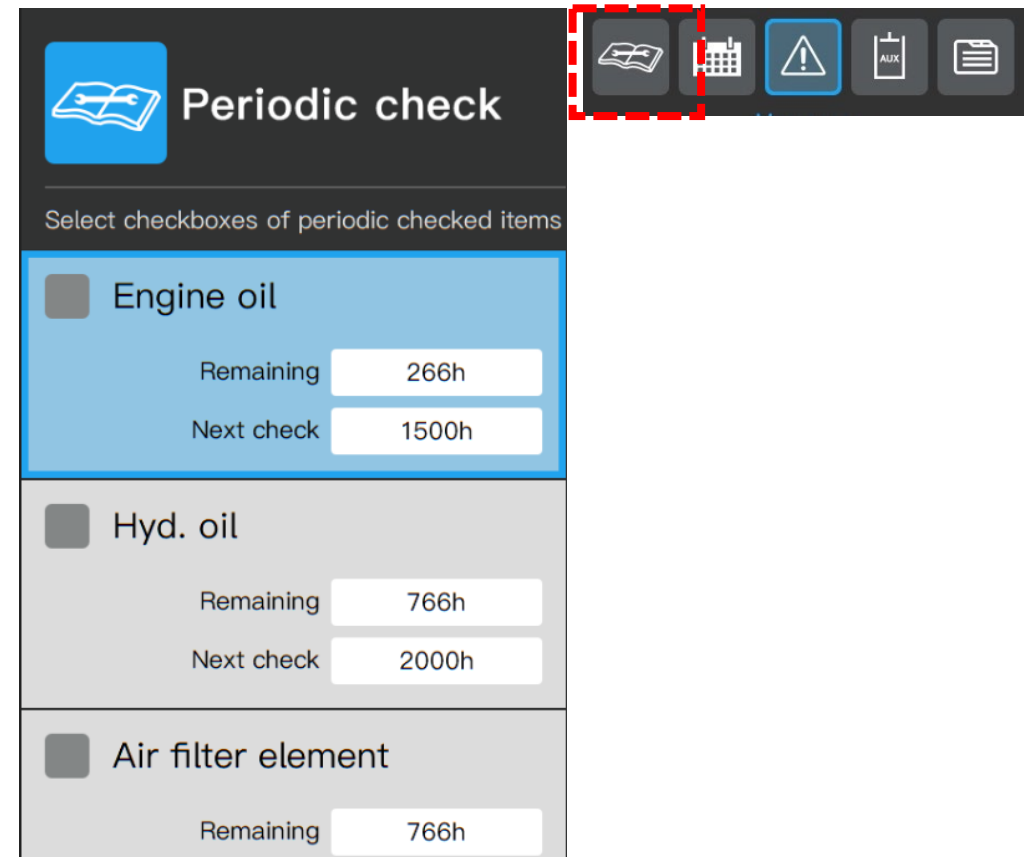 Periodic check
AUX
Select checkboxes of periodic checked items
Engine oil
Remaining 266h
Next check 1500h
Hyd. oil
Remaining 766h
Next check 2000h
Air filter element
Remaining 766h